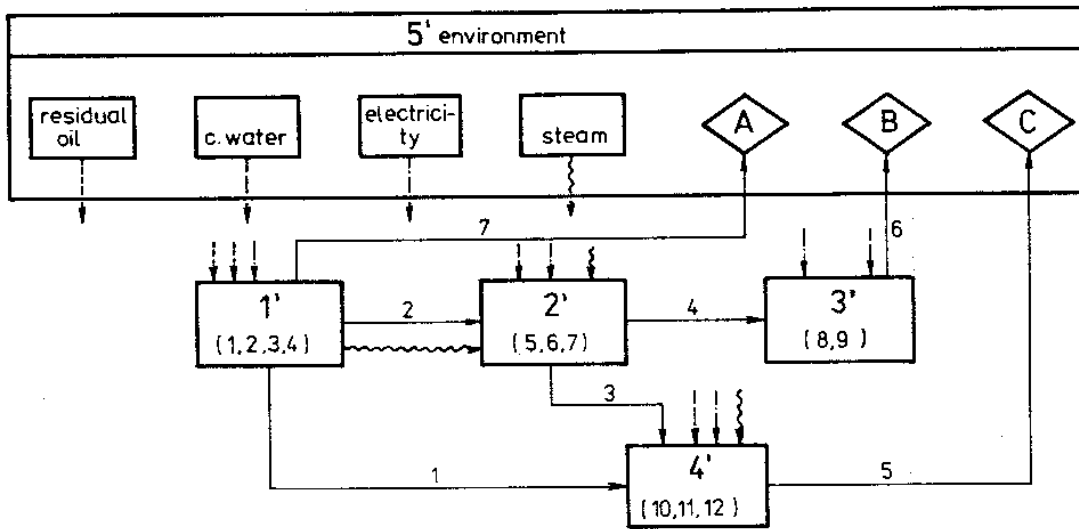 5' environment
residual
oil
c. water
electrici-
ty
steam
A
B
C
7
6
1'
(1,2,3,4)
2
2'
(5,6,7)
4
3'
(8,9)
3
1
4'
(10,11,12)
5